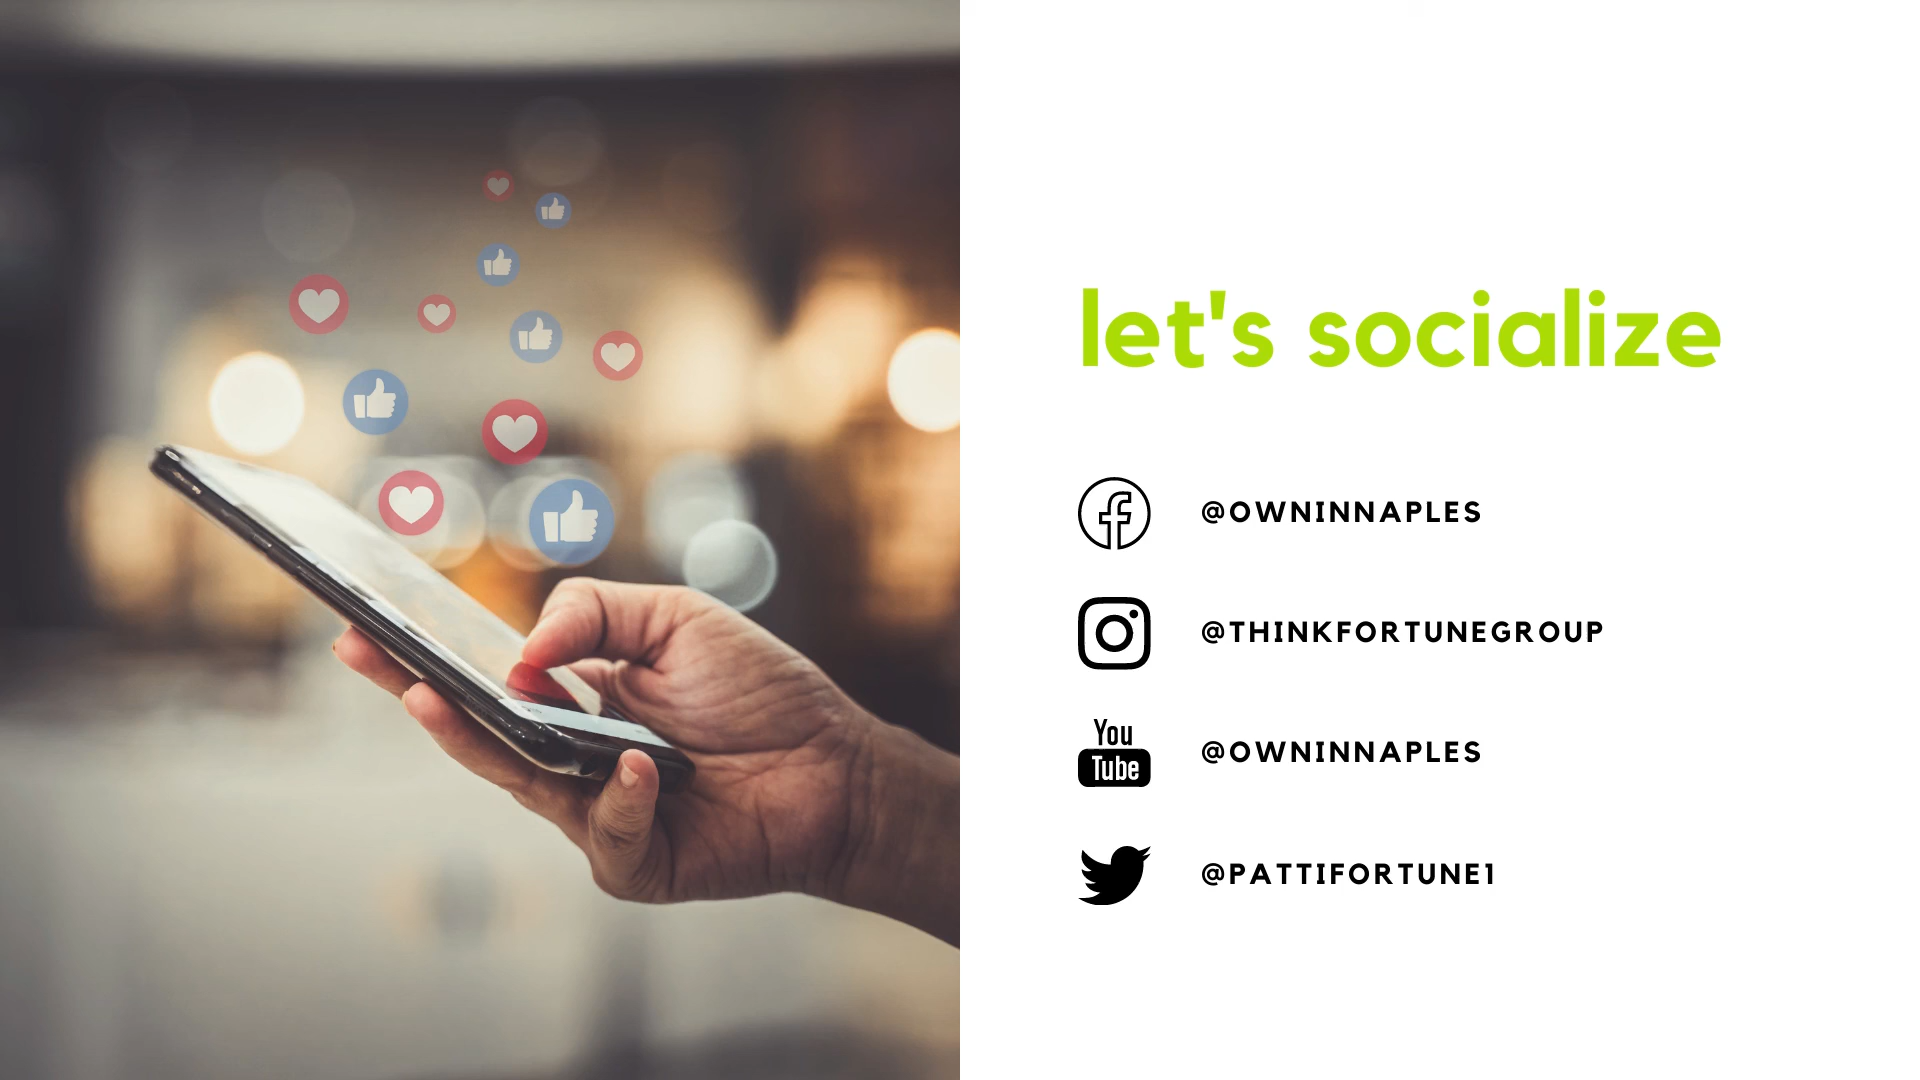 let's socialize
@OWNINNAPLES
@THINKFORTUNEGROUP
You
Tube
@OWNINNAPLES
@PATTIFORTUNE1